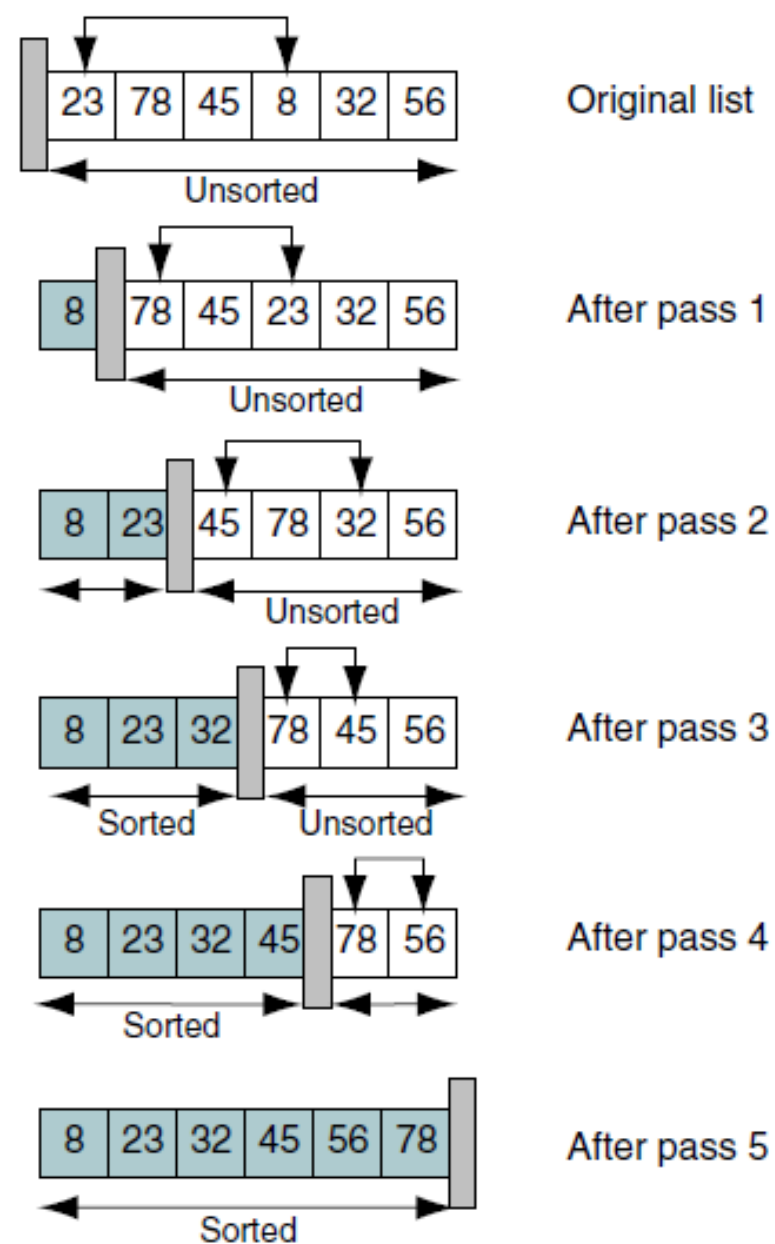 23 78 45 8 32 56 Original list
Unsorted
8 78 45 23 32 56 After pass 1
Unsorted
8 23 45 78 32 56 After pass 2
Unsorted
8 23 32 78 45 56 After pass 3
Sorted Unsorted
8 23 32 45 78 56 After pass 4
Sorted
8 23 32 45 56 78 After pass 5
Sorted